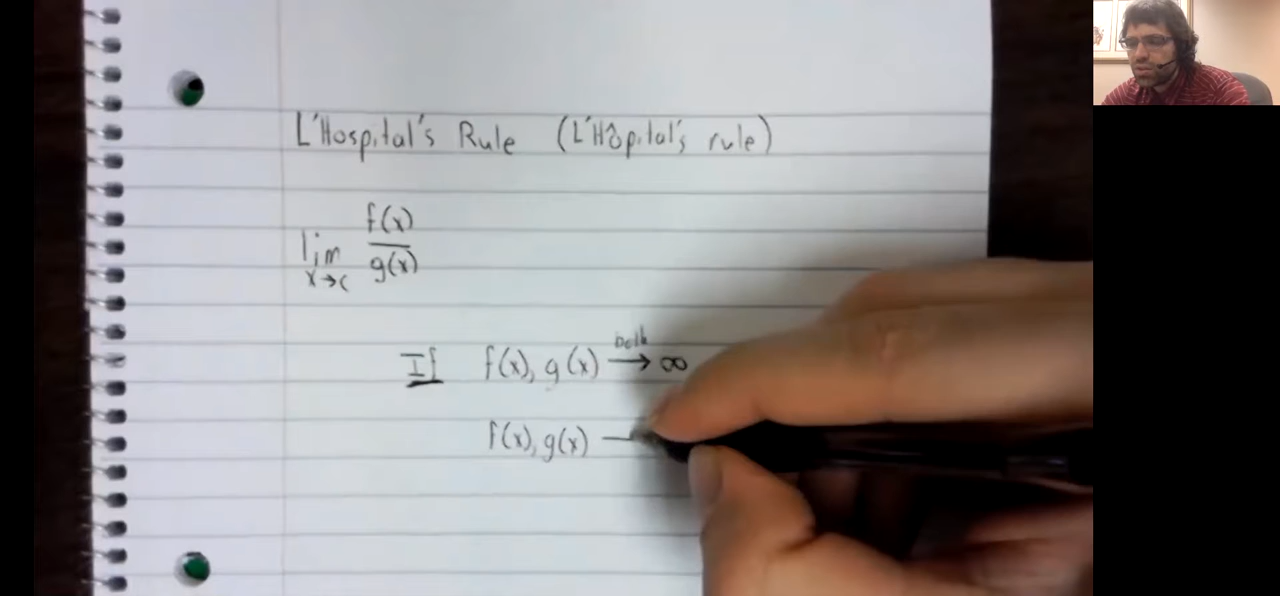 L'Hospital's Rule (L'Hôpital's rule)
lim x→c f(x)/g(x)
If f(x), g(x) both → ∞
f(x), g(x) —